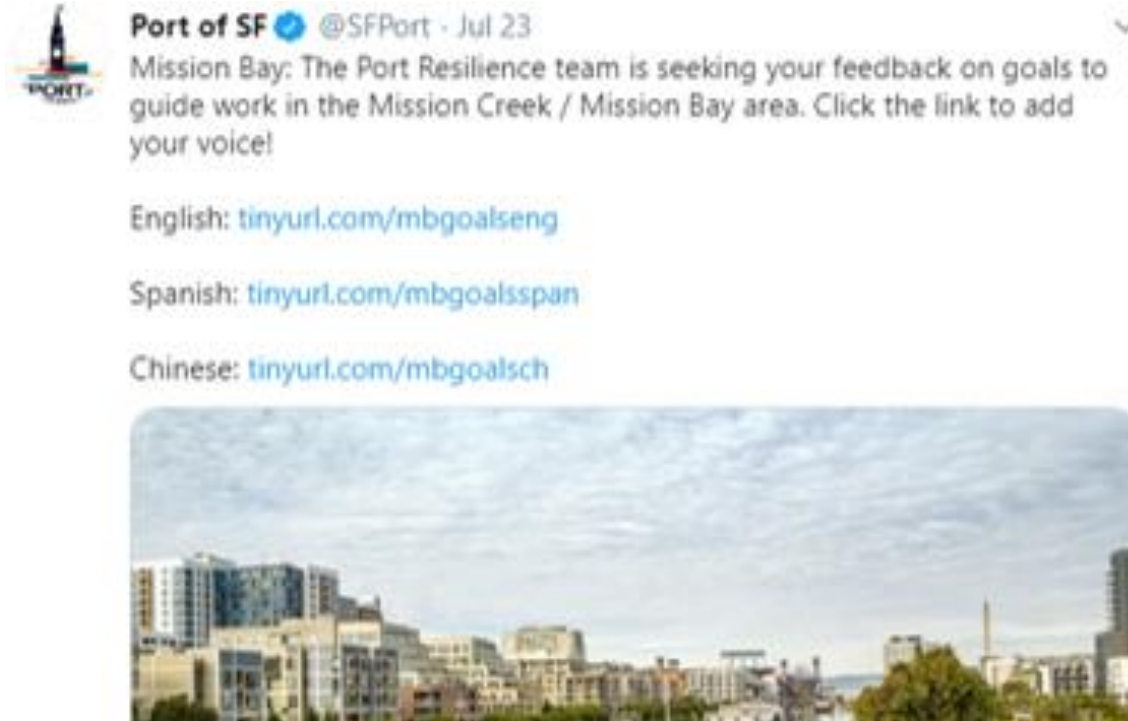 Port of SF @SFPort · Jul 23
Mission Bay: The Port Resilience team is seeking your feedback on goals to
guide work in the Mission Creek / Mission Bay area. Click the link to add
your voice!
English: tinyurl.com/mbgoalseng
Spanish: tinyurl.com/mbgoalsspan
Chinese: tinyurl.com/mbgoalsch
PORT